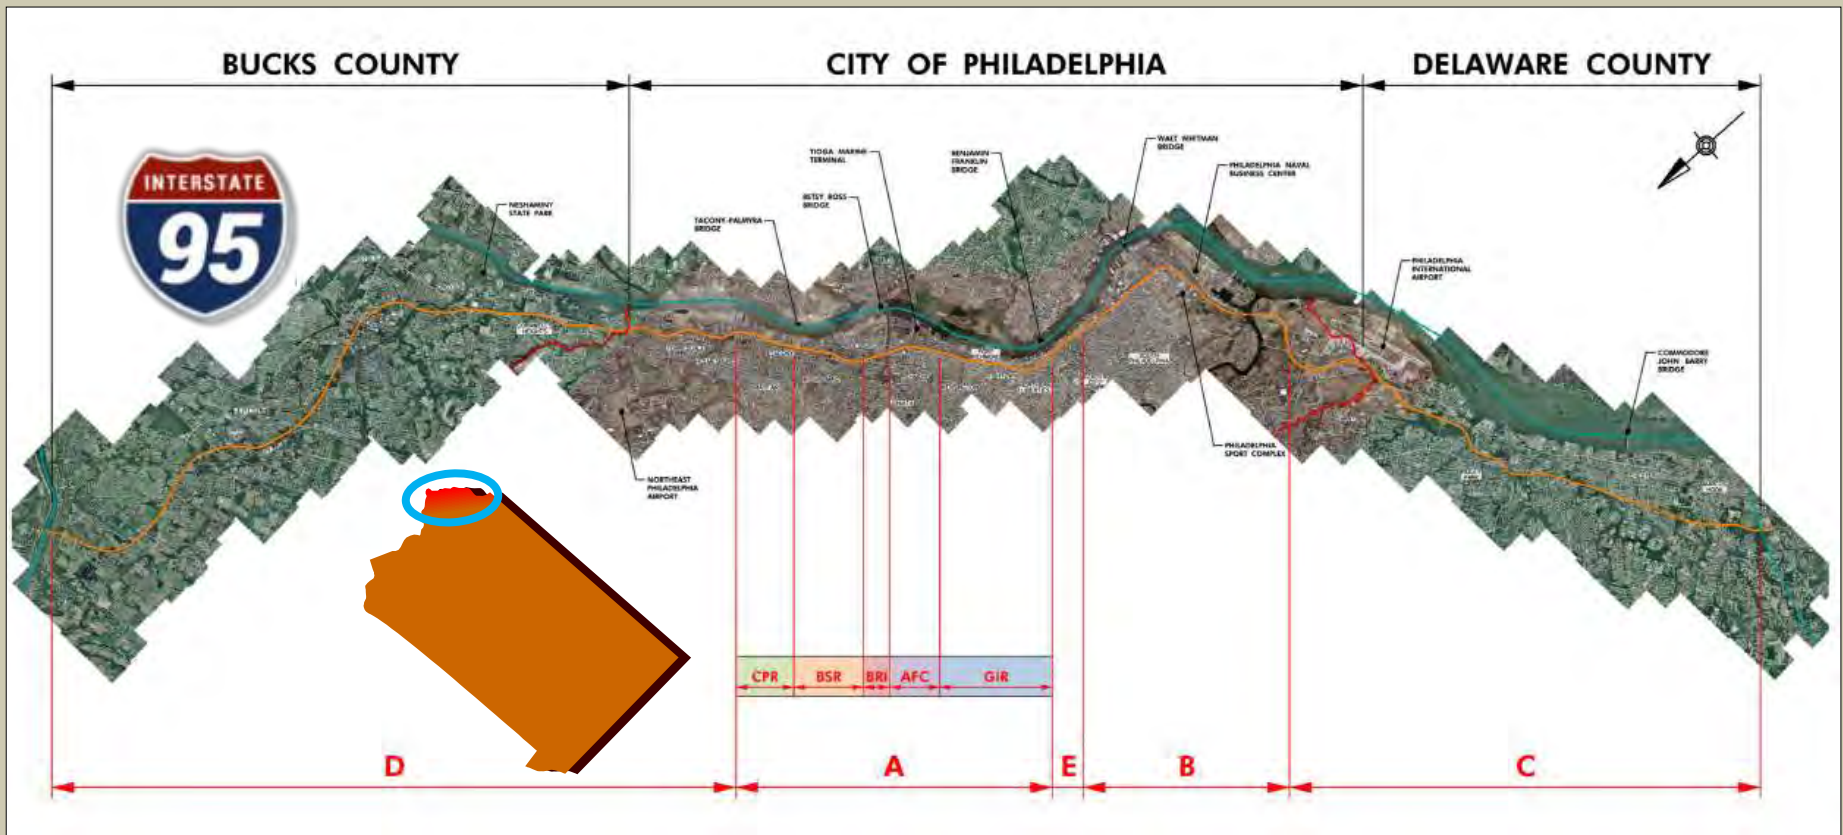 BUCKS COUNTY
CITY OF PHILADELPHIA
DELAWARE COUNTY
INTERSTATE
95
NESHAMINY
STATE PARK
TACONY-PALMYRA
BRIDGE
BETSY ROSS
BRIDGE
TIOGA MARINE
TERMINAL
BENJAMIN
FRANKLIN
BRIDGE
WALT WHITMAN
BRIDGE
PHILADELPHIA NAVAL
BUSINESS CENTER
PHILADELPHIA
INTERNATIONAL
AIRPORT
COMMODORE
JOHN BARRY
BRIDGE
PHILADELPHIA
SPORT COMPLEX
NORTHEAST
PHILADELPHIA
AIRPORT
CPR
BSR
BRI
AFC
GIR
D
A
E
B
C